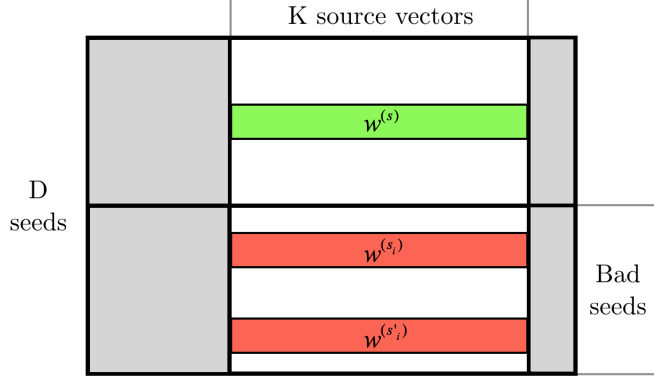 K source vectors
w^(s)
D
seeds
w^(s_i)
Bad
seeds
w^(s'_i)